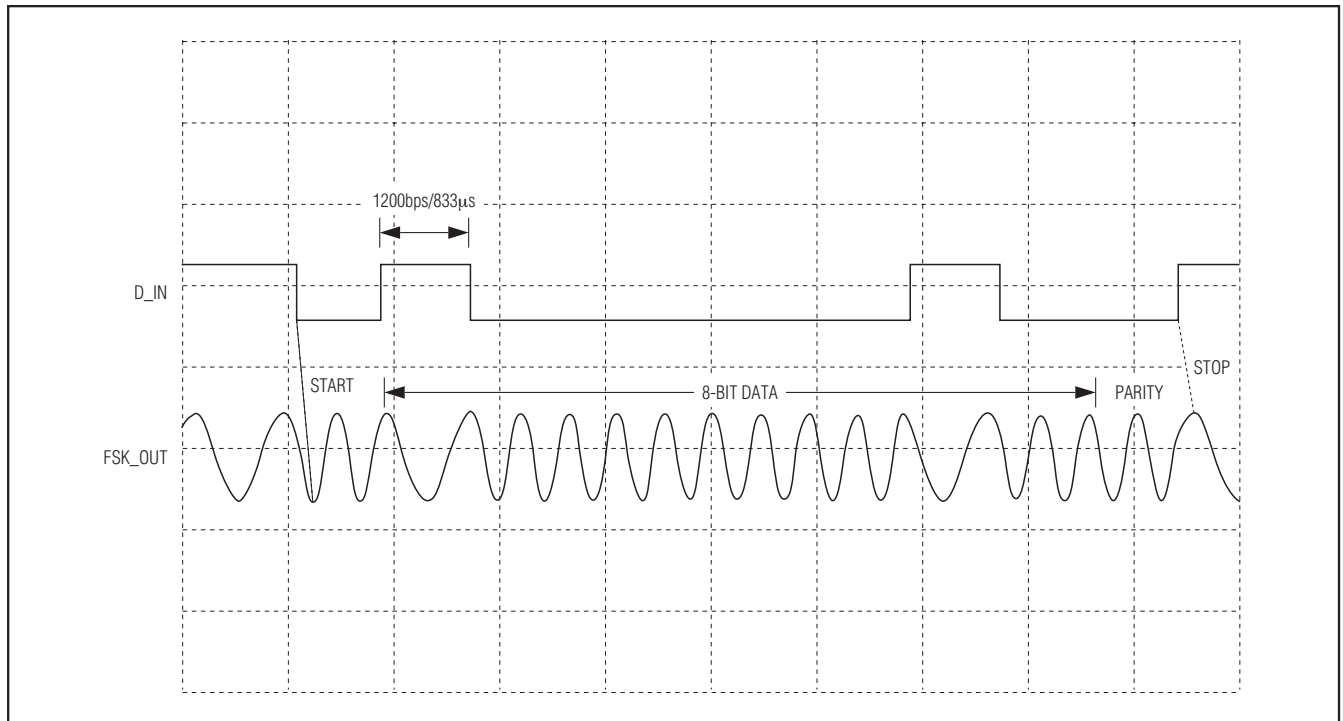 1200bps/833µs
D_IN
START
8-BIT DATA
PARITY
STOP
FSK_OUT